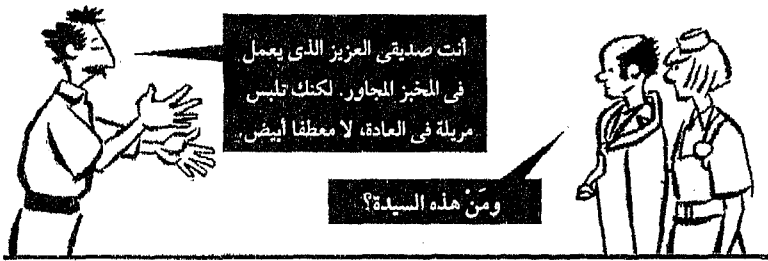 أنت صديقى العزيز الذى يعمل
فى المخبز المجاور. لكنك تلبس
مريلة فى العادة، لا معطفا أبيض.
ومَنْ هذه السيدة؟